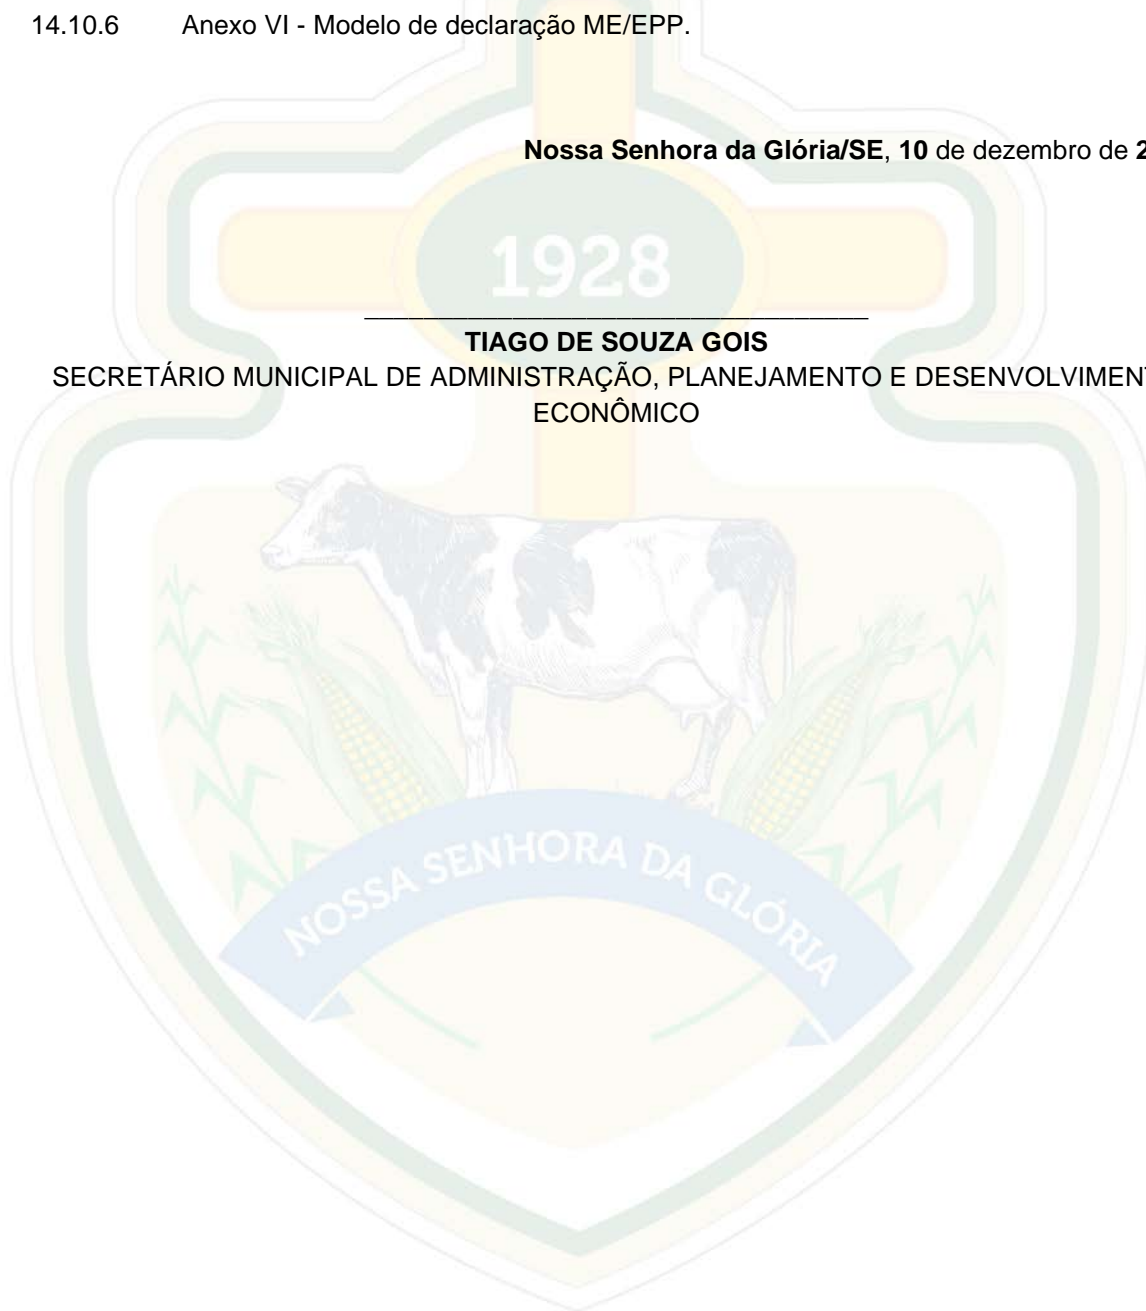 14.10.6 Anexo VI - Modelo de declaração ME/EPP.
Nossa Senhora da Glória/SE, 10 de dezembro de 2
1928
TIAGO DE SOUZA GOIS
SECRETÁRIO MUNICIPAL DE ADMINISTRAÇÃO, PLANEJAMENTO E
ECONÔMICO
NOSSA SENHORA DA GLÓRIA